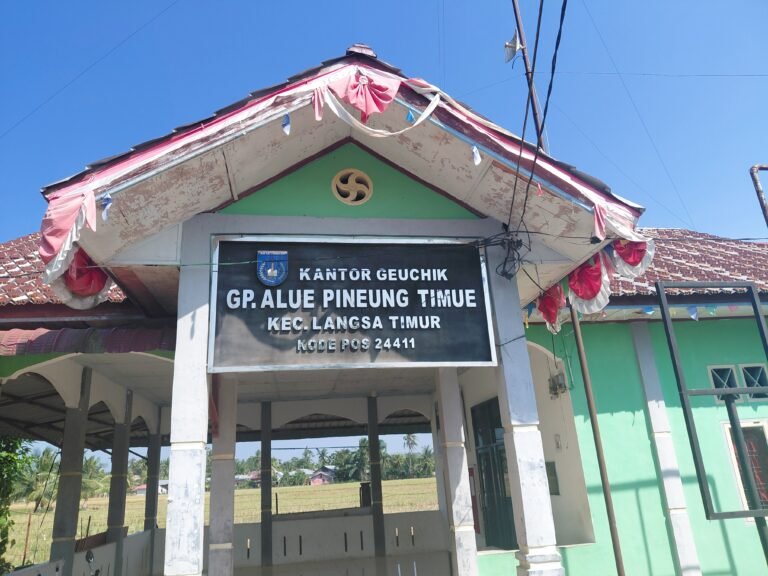 KANTOR GEUCHIK
GP. ALUE PINEUNG TIMUE
KEC. LANGSA TIMUR
KODE POS 24411